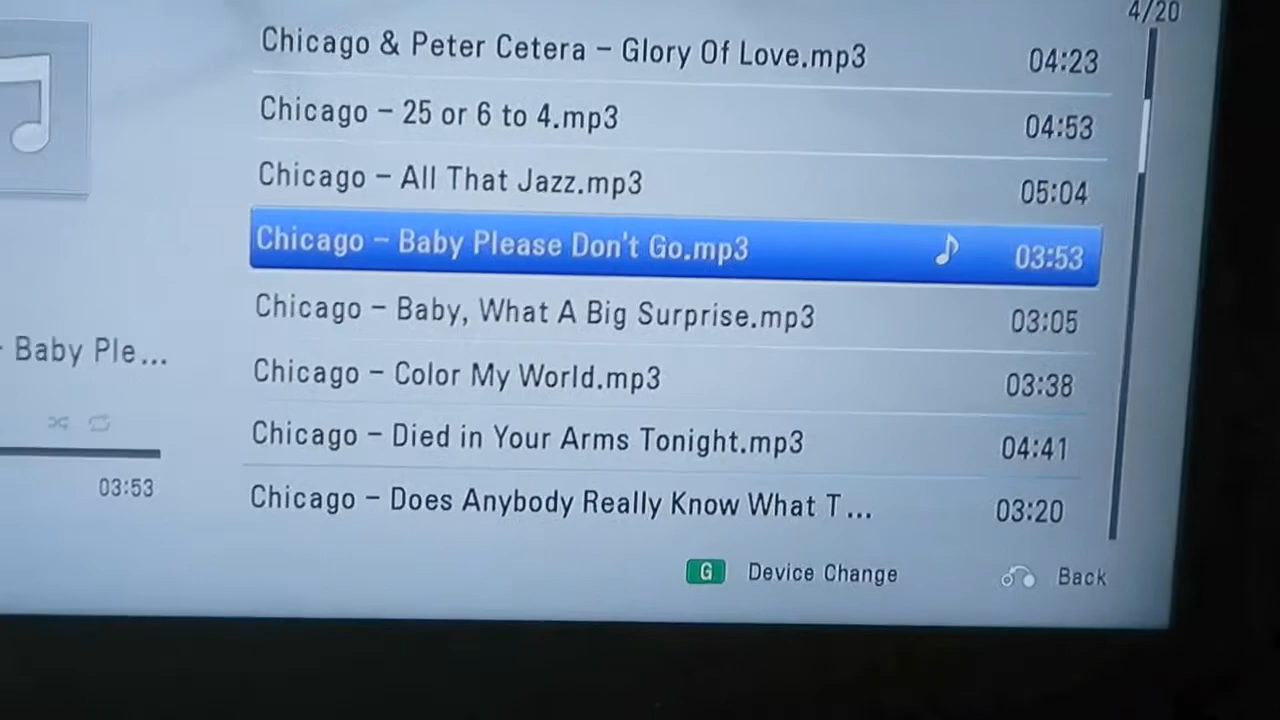 4/20
Chicago & Peter Cetera - Glory Of Love.mp3 04:23
Chicago - 25 or 6 to 4.mp3 04:53
Chicago - All That Jazz.mp3 05:04
Chicago - Baby Please Don't Go.mp3 03:53
Chicago - Baby, What A Big Surprise.mp3 03:05
- Baby Ple...
Chicago - Color My World.mp3 03:38
Chicago - Died in Your Arms Tonight.mp3 04:41
03:53
Chicago - Does Anybody Really Know What T... 03:20
G Device Change Back